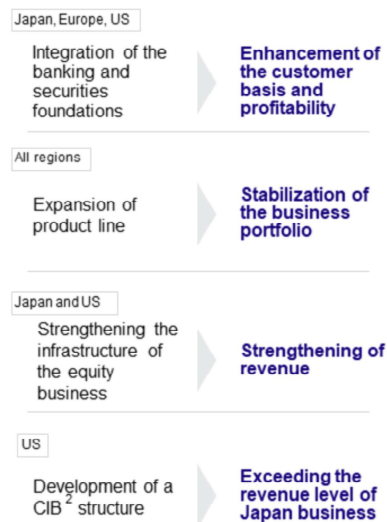 Japan, Europe, US
Integration of the
banking and
securities
foundations
Enhancement of
the customer
basis and
profitability
All regions
Expansion of
product line
Stabilization of
the business
portfolio
Japan and US
Strengthening the
infrastructure of
the equity
business
Strengthening of
revenue
US
Development of a
CIB 2 structure
Exceeding the
revenue level of
Japan business